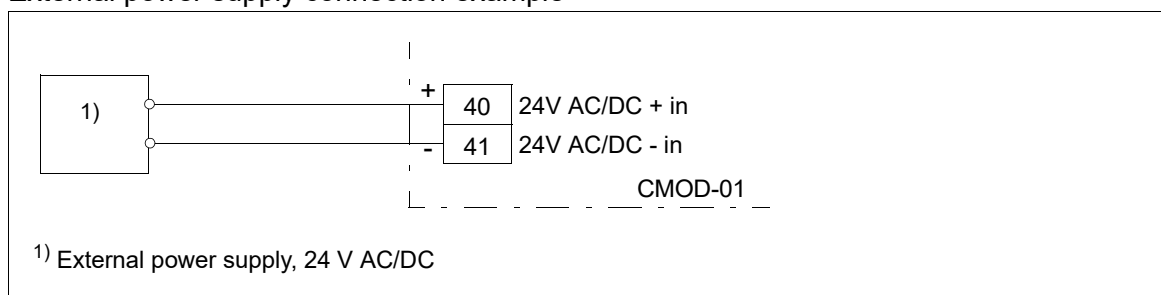 External power supply connection example
1)
+ 40 24V AC/DC + in
- 41 24V AC/DC - in
CMOD-01
1) External power supply, 24 V AC/DC